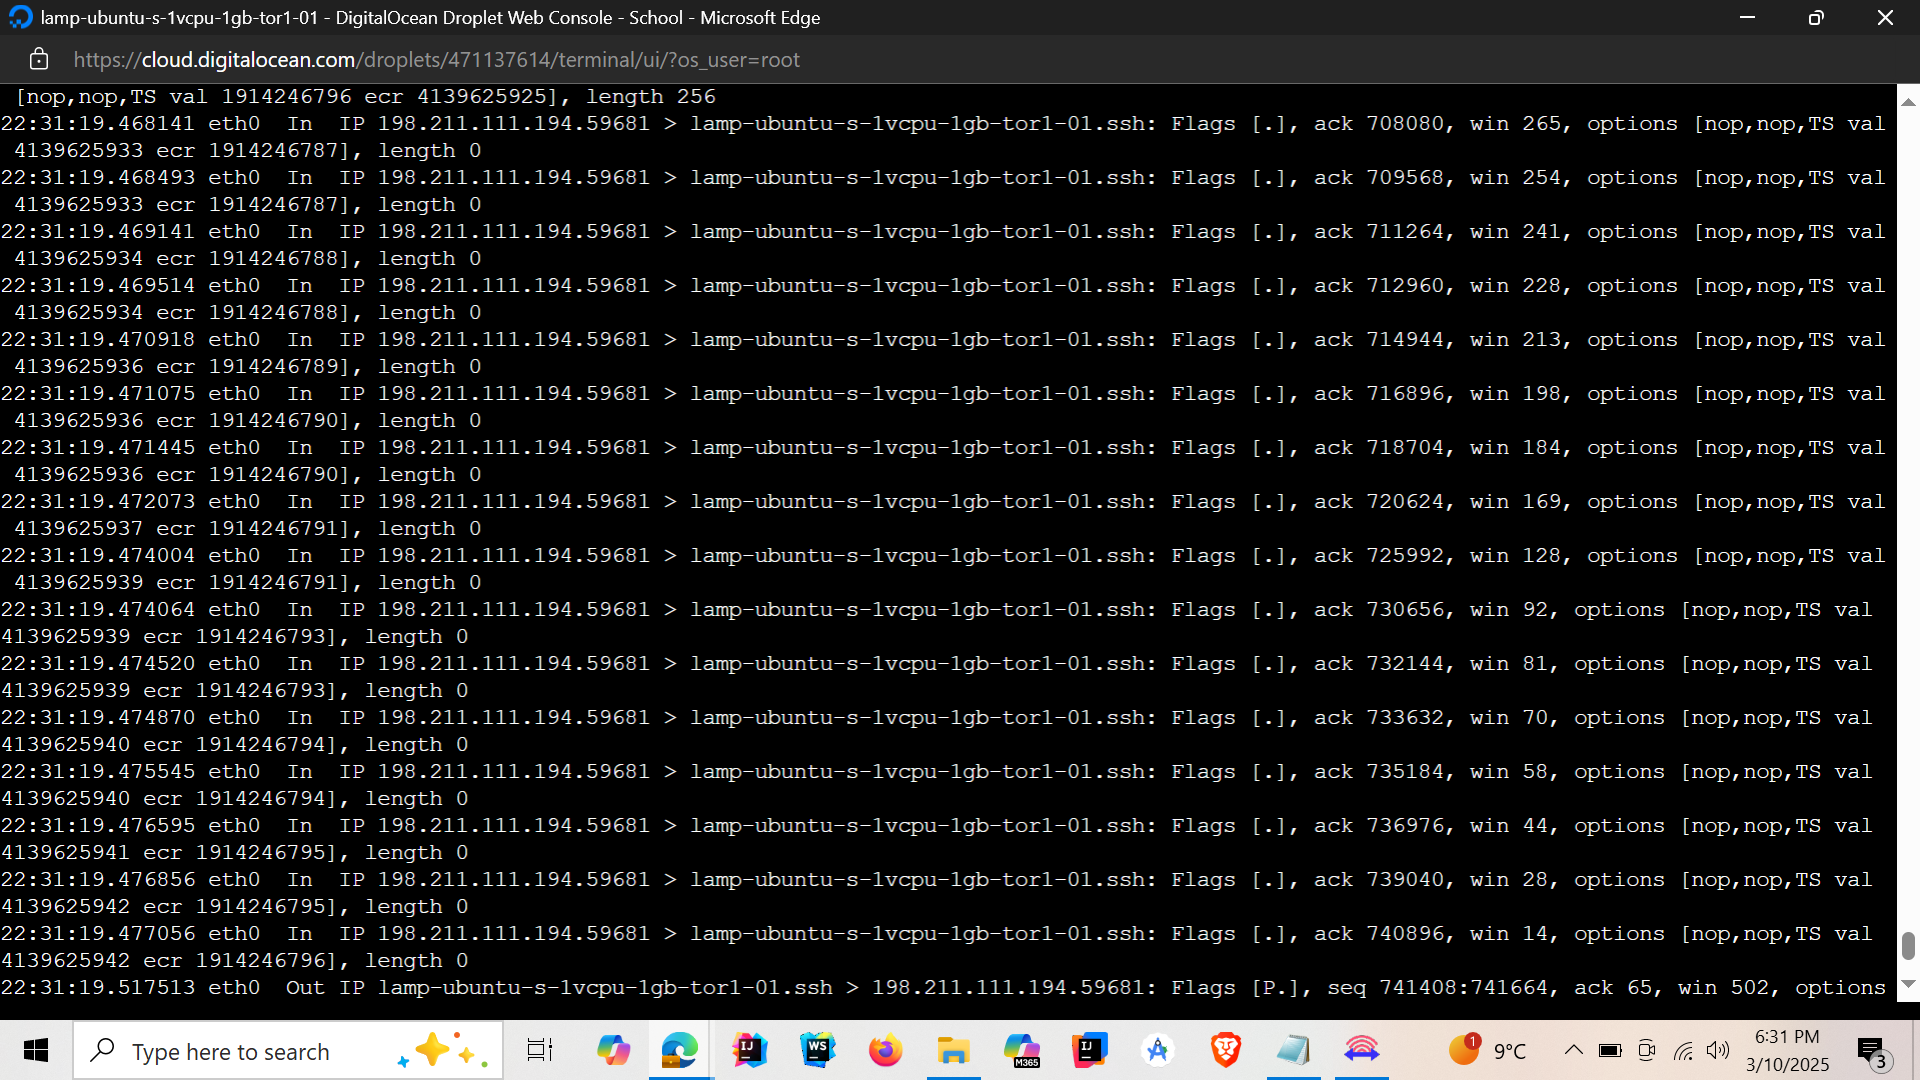 lamp-ubuntu-s-1vcpu-1gb-tor1-01 - DigitalOcean Droplet Web Console - School - Microsoft Edge
https://cloud.digitalocean.com/droplets/471137614/terminal/ui/?os_user=root
[nop,nop,TS val 1914246796 ecr 4139625925], length 256
22:31:19.468141 eth0  In  IP 198.211.111.194.59681 > lamp-ubuntu-s-1vcpu-1gb-tor1-01.ssh: Flags [.], ack 708080, win 265, options [nop,nop,TS val
4139625933 ecr 1914246787], length 0
22:31:19.468493 eth0  In  IP 198.211.111.194.59681 > lamp-ubuntu-s-1vcpu-1gb-tor1-01.ssh: Flags [.], ack 709568, win 254, options [nop,nop,TS val
4139625933 ecr 1914246787], length 0
22:31:19.469141 eth0  In  IP 198.211.111.194.59681 > lamp-ubuntu-s-1vcpu-1gb-tor1-01.ssh: Flags [.], ack 711264, win 241, options [nop,nop,TS val
4139625934 ecr 1914246788], length 0
22:31:19.469514 eth0  In  IP 198.211.111.194.59681 > lamp-ubuntu-s-1vcpu-1gb-tor1-01.ssh: Flags [.], ack 712960, win 228, options [nop,nop,TS val
4139625934 ecr 1914246788], length 0
22:31:19.470918 eth0  In  IP 198.211.111.194.59681 > lamp-ubuntu-s-1vcpu-1gb-tor1-01.ssh: Flags [.], ack 714944, win 213, options [nop,nop,TS val
4139625936 ecr 1914246789], length 0
22:31:19.471075 eth0  In  IP 198.211.111.194.59681 > lamp-ubuntu-s-1vcpu-1gb-tor1-01.ssh: Flags [.], ack 716896, win 198, options [nop,nop,TS val
4139625936 ecr 1914246790], length 0
22:31:19.471445 eth0  In  IP 198.211.111.194.59681 > lamp-ubuntu-s-1vcpu-1gb-tor1-01.ssh: Flags [.], ack 718704, win 184, options [nop,nop,TS val
4139625936 ecr 1914246790], length 0
22:31:19.472073 eth0  In  IP 198.211.111.194.59681 > lamp-ubuntu-s-1vcpu-1gb-tor1-01.ssh: Flags [.], ack 720624, win 169, options [nop,nop,TS val
4139625937 ecr 1914246791], length 0
22:31:19.474004 eth0  In  IP 198.211.111.194.59681 > lamp-ubuntu-s-1vcpu-1gb-tor1-01.ssh: Flags [.], ack 725992, win 128, options [nop,nop,TS val
4139625939 ecr 1914246791], length 0
22:31:19.474064 eth0  In  IP 198.211.111.194.59681 > lamp-ubuntu-s-1vcpu-1gb-tor1-01.ssh: Flags [.], ack 730656, win 92, options [nop,nop,TS val
4139625939 ecr 1914246793], length 0
22:31:19.474520 eth0  In  IP 198.211.111.194.59681 > lamp-ubuntu-s-1vcpu-1gb-tor1-01.ssh: Flags [.], ack 732144, win 81, options [nop,nop,TS val
4139625939 ecr 1914246793], length 0
22:31:19.474870 eth0  In  IP 198.211.111.194.59681 > lamp-ubuntu-s-1vcpu-1gb-tor1-01.ssh: Flags [.], ack 733632, win 70, options [nop,nop,TS val
4139625940 ecr 1914246794], length 0
22:31:19.475545 eth0  In  IP 198.211.111.194.59681 > lamp-ubuntu-s-1vcpu-1gb-tor1-01.ssh: Flags [.], ack 735184, win 58, options [nop,nop,TS val
4139625940 ecr 1914246794], length 0
22:31:19.476595 eth0  In  IP 198.211.111.194.59681 > lamp-ubuntu-s-1vcpu-1gb-tor1-01.ssh: Flags [.], ack 736976, win 44, options [nop,nop,TS val
4139625941 ecr 1914246795], length 0
22:31:19.476856 eth0  In  IP 198.211.111.194.59681 > lamp-ubuntu-s-1vcpu-1gb-tor1-01.ssh: Flags [.], ack 739040, win 28, options [nop,nop,TS val
4139625942 ecr 1914246795], length 0
22:31:19.477056 eth0  In  IP 198.211.111.194.59681 > lamp-ubuntu-s-1vcpu-1gb-tor1-01.ssh: Flags [.], ack 740896, win 14, options [nop,nop,TS val
4139625942 ecr 1914246796], length 0
22:31:19.517513 eth0  Out IP lamp-ubuntu-s-1vcpu-1gb-tor1-01.ssh > 198.211.111.194.59681: Flags [P.], seq 741408:741664, ack 65, win 502, options
Type here to search
IJ
WS
M365
IJ
1
9°C
6:31 PM
3/10/2025
3